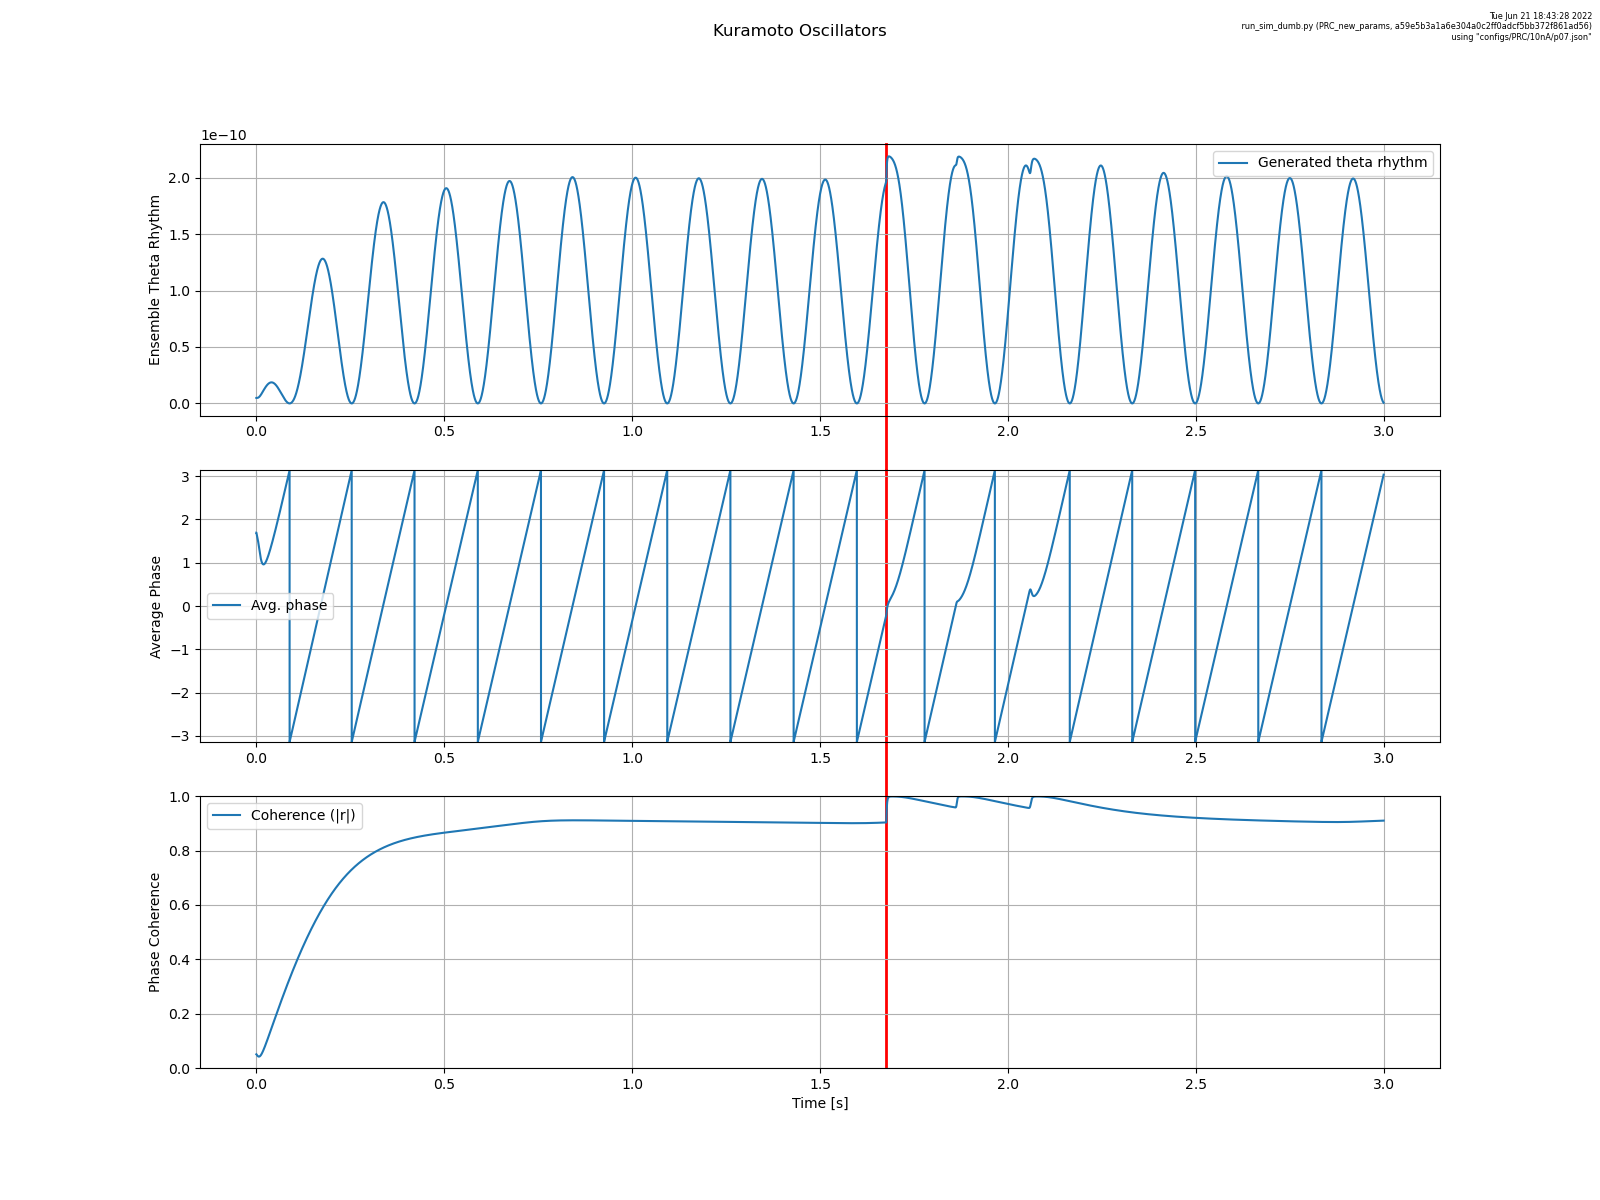 Tue Jun 21 18:43:28 2022
run_sim_dumb.py (PRC_new_params, a59e5b3a1a6e304a0c2ff0adcf5bb372f861ad56)
using "configs/PRC/10nA/p07.json"
Kuramoto Oscillators
1e−10
Ensemble Theta Rhythm
2.0
1.5
1.0
0.5
0.0
Generated theta rhythm
0.0 0.5 1.0 1.5 2.0 2.5 3.0
Average Phase
3
2
1
0
−1
−2
−3
Avg. phase
0.0 0.5 1.0 1.5 2.0 2.5 3.0
Phase Coherence
1.0
0.8
0.6
0.4
0.2
0.0
Coherence (|r|)
0.0 0.5 1.0 1.5 2.0 2.5 3.0
Time [s]